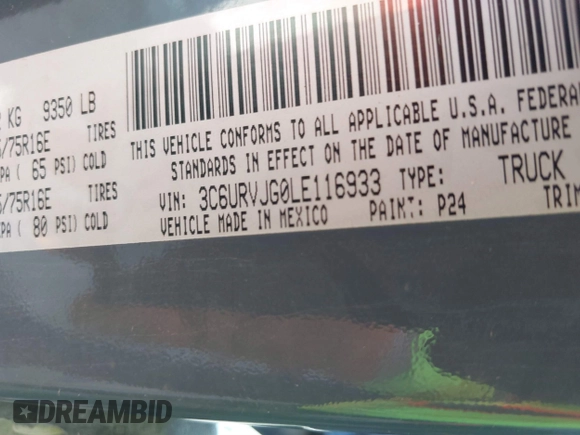 KG 9350 LB
/75R16E TIRES
PA ( 65 PSI) COLD
/75R16E TIRES
PA ( 80 PSI) COLD
THIS VEHICLE CONFORMS TO ALL APPLICABLE U.S.A. FEDERAL
STANDARDS IN EFFECT ON THE DATE OF MANUFACTURE
VIN: 3C6URVJG0LE116933 TYPE: TRUCK
VEHICLE MADE IN MEXICO PAINT: P24 TRIM
DREAMBID